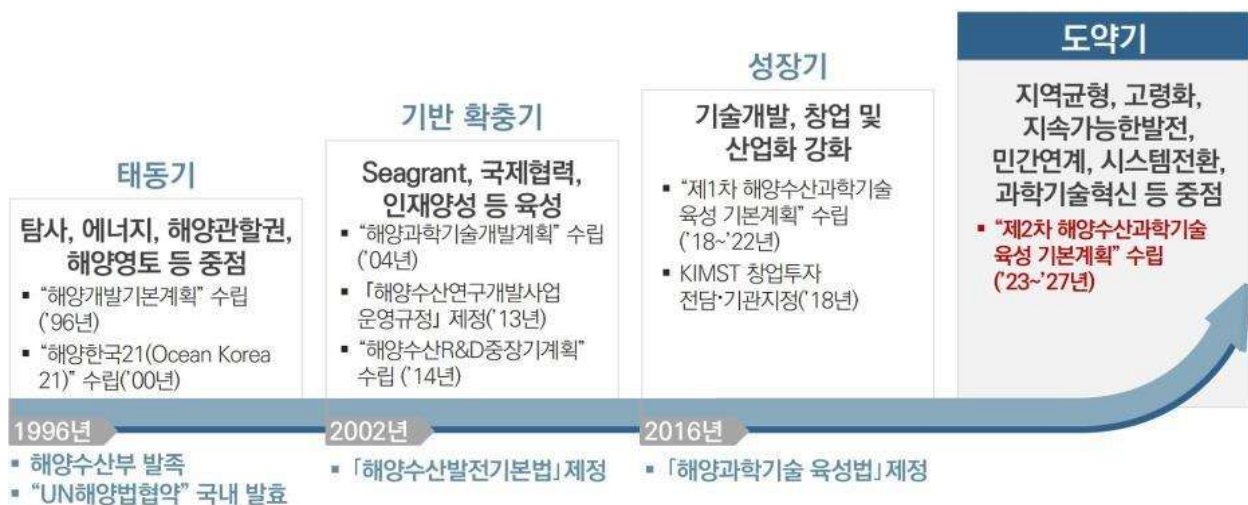 태동기
탐사, 에너지, 해양관할권,
해양영토 등 중점
▪ “해양개발기본계획” 수립
('96년)
▪ “해양한국21(Ocean Korea
21)” 수립('00년)
1996년
▪ 해양수산부 발족
▪ “UN해양법협약” 국내 발효
기반 확충기
Seagrant, 국제협력,
인재양성 등 육성
▪ “해양과학기술개발계획” 수립
('04년)
▪ 「해양수산연구개발사업
운영규정」 제정('13년)
▪ “해양수산R&D중장기계획”
수립 ('14년)
2002년
▪ 「해양수산발전기본법」 제정
성장기
기술개발, 창업 및
산업화 강화
▪ “제1차 해양수산과학기술
육성 기본계획” 수립
('18~'22년)
▪ KIMST 창업투자
전담·기관지정('18년)
2016년
▪ 「해양과학기술 육성법」 제정
도약기
지역균형, 고령화,
지속가능한발전,
민간연계, 시스템전환,
과학기술혁신 등 중점
▪ “제2차 해양수산과학기술
육성 기본계획” 수립
('23~'27년)